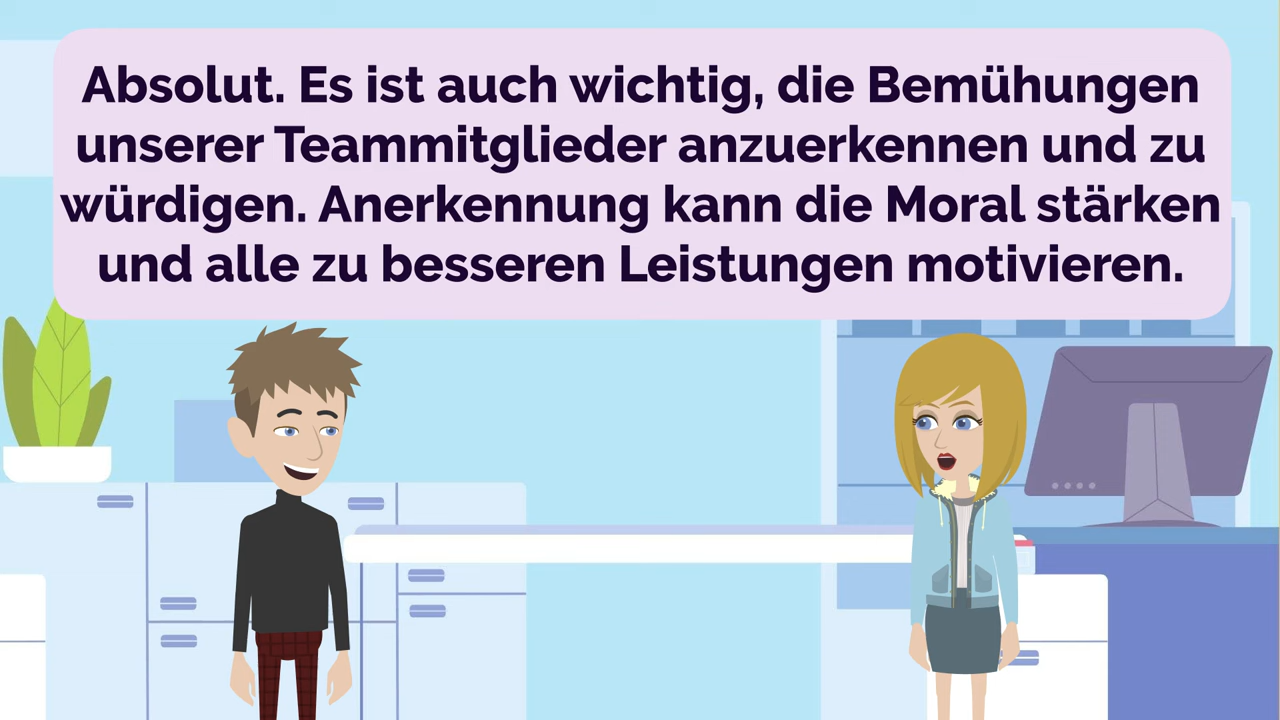 Absolut. Es ist auch wichtig, die Bemühungen
unserer Teammitglieder anzuerkennen und zu
würdigen. Anerkennung kann die Moral stärken
und alle zu besseren Leistungen motivieren.